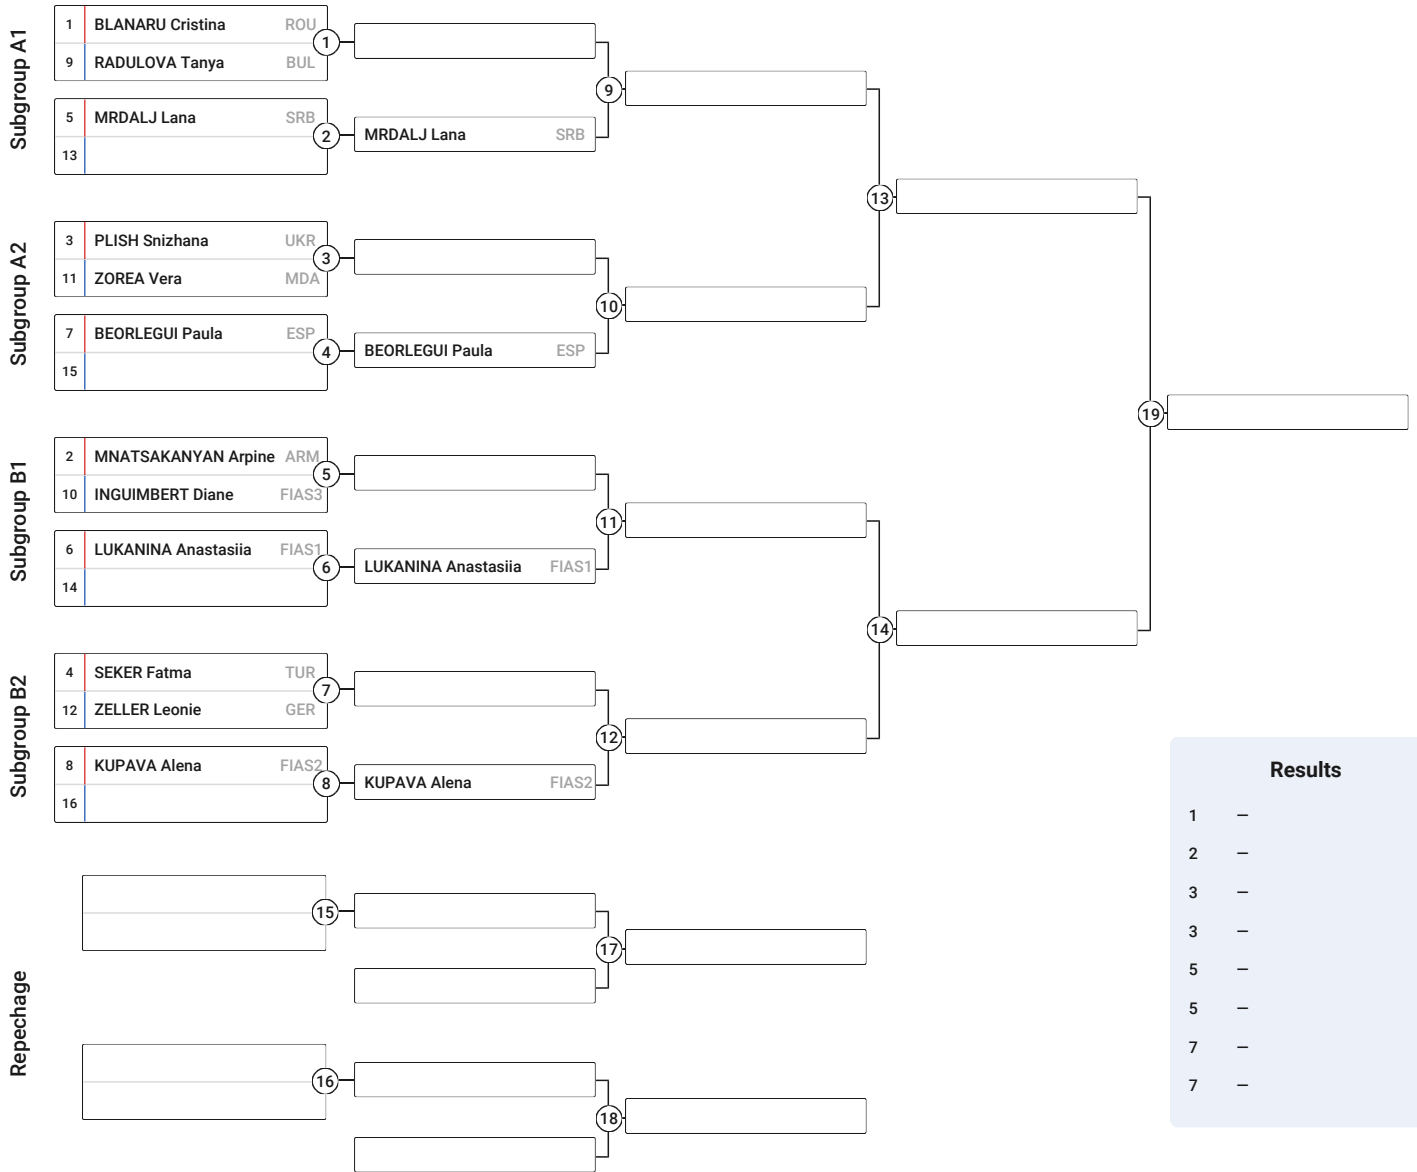 Subgroup A1
1 BLANARU Cristina ROU
9 RADULOVA Tanya BUL
1
5 MRDALJ Lana SRB
13
2
MRDALJ Lana SRB
9
Subgroup A2
3 PLISH Snizhana UKR
11 ZOREA Vera MDA
3
7 BEORLEGUI Paula ESP
15
4
BEORLEGUI Paula ESP
10
13
Subgroup B1
2 MNATSAKANYAN Arpine ARM
10 INGUIMBERT Diane FIAS3
5
6 LUKANINA Anastasiia FIAS1
14
6
LUKANINA Anastasiia FIAS1
11
Subgroup B2
4 SEKER Fatma TUR
12 ZELLER Leonie GER
7
8 KUPAVA Alena FIAS2
16
8
KUPAVA Alena FIAS2
12
14
19
Repechage
15
17
16
18
Results
1 –
2 –
3 –
3 –
5 –
5 –
7 –
7 –